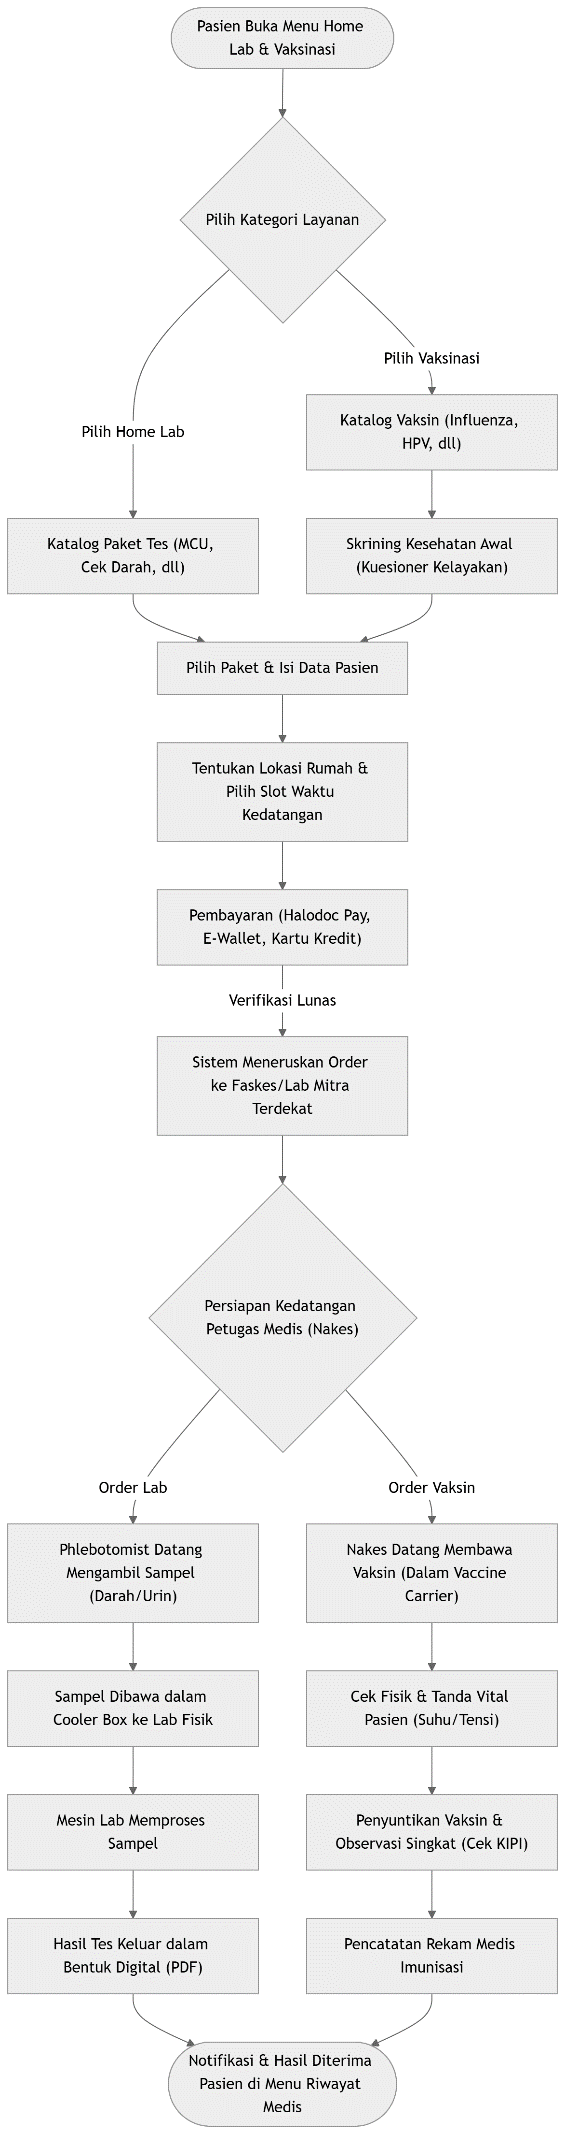 Pasien Buka Menu Home
Lab & Vaksinasi
Pilih Kategori Layanan
Pilih Vaksinasi
Pilih Home Lab
Katalog Vaksin (Influenza,
HPV, dll)
Katalog Paket Tes (MCU,
Cek Darah, dll)
Skrining Kesehatan Awal
(Kuesioner Kelayakan)
Pilih Paket & Isi Data Pasien
Tentukan Lokasi Rumah &
Pilih Slot Waktu
Kedatangan
Pembayaran (Halodoc Pay,
E-Wallet, Kartu Kredit)
Verifikasi Lunas
Sistem Meneruskan Order
ke Faskes/Lab Mitra
Terdekat
Persiapan Kedatangan
Petugas Medis (Nakes)
Order Lab
Order Vaksin
Phlebotomist Datang
Mengambil Sampel
(Darah/Urin)
Nakes Datang Membawa
Vaksin (Dalam Vaccine
Carrier)
Sampel Dibawa dalam
Cooler Box ke Lab Fisik
Cek Fisik & Tanda Vital
Pasien (Suhu/Tensi)
Mesin Lab Memproses
Sampel
Penyuntikan Vaksin &
Observasi Singkat (Cek KIPI)
Hasil Tes Keluar dalam
Bentuk Digital (PDF)
Pencatatan Rekam Medis
Imunisasi
Notifikasi & Hasil Diterima
Pasien di Menu Riwayat
Medis